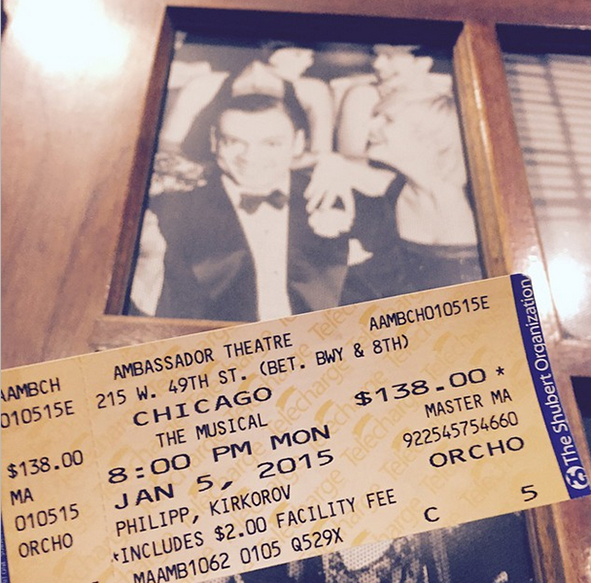 AAMBCH
010515E
$138.00
MA
010515
ORCHO
AMBASSADOR THEATRE AAMBCH010515E
215 W. 49TH ST. (BET. BWY & 8TH)
CHICAGO $138.00 *
THE MUSICAL MASTER MA
8:00 PM MON 922545754660
JAN 5, 2015 ORCHO
PHILIPP, KIRKOROV
*INCLUDES $2.00 FACILITY FEE C 5
MAAMB1062 0105 Q529X
The Shubert Organization
Telecharge